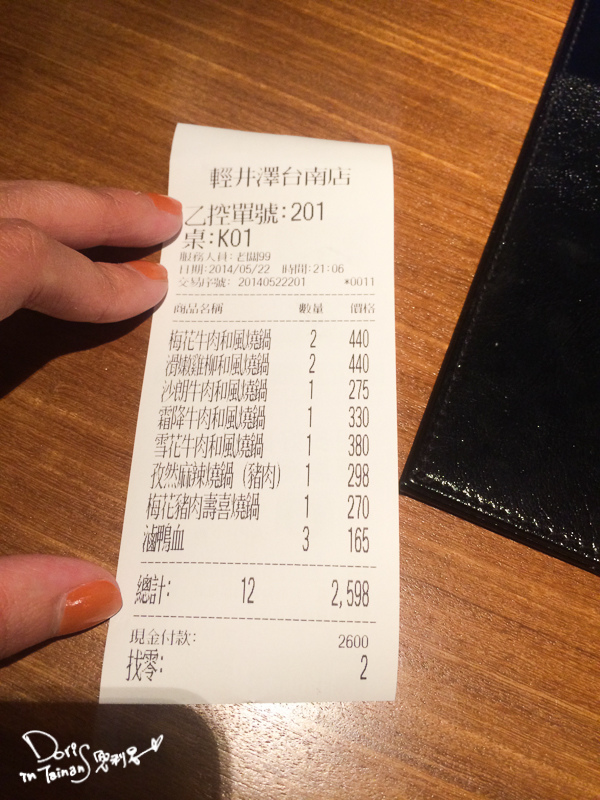 輕井澤台南店
乙控單號:201
桌:K01
服務人員:老闆99
日期:2014/05/22 時間:21:06
交易序號: 20140522201 *0011
商品名稱 數量 價格
梅花牛肉和風燒鍋 2 440
滑嫩雞柳和風燒鍋 2 440
沙朗牛肉和風燒鍋 1 275
霜降牛肉和風燒鍋 1 330
雪花牛肉和風燒鍋 1 380
孜然麻辣燒鍋(豬肉) 1 298
梅花豬肉壽喜燒鍋 1 270
滷鴨血 3 165
總計: 12 2,598
現金付款: 2600
找零: 2
Doris
in Tainan